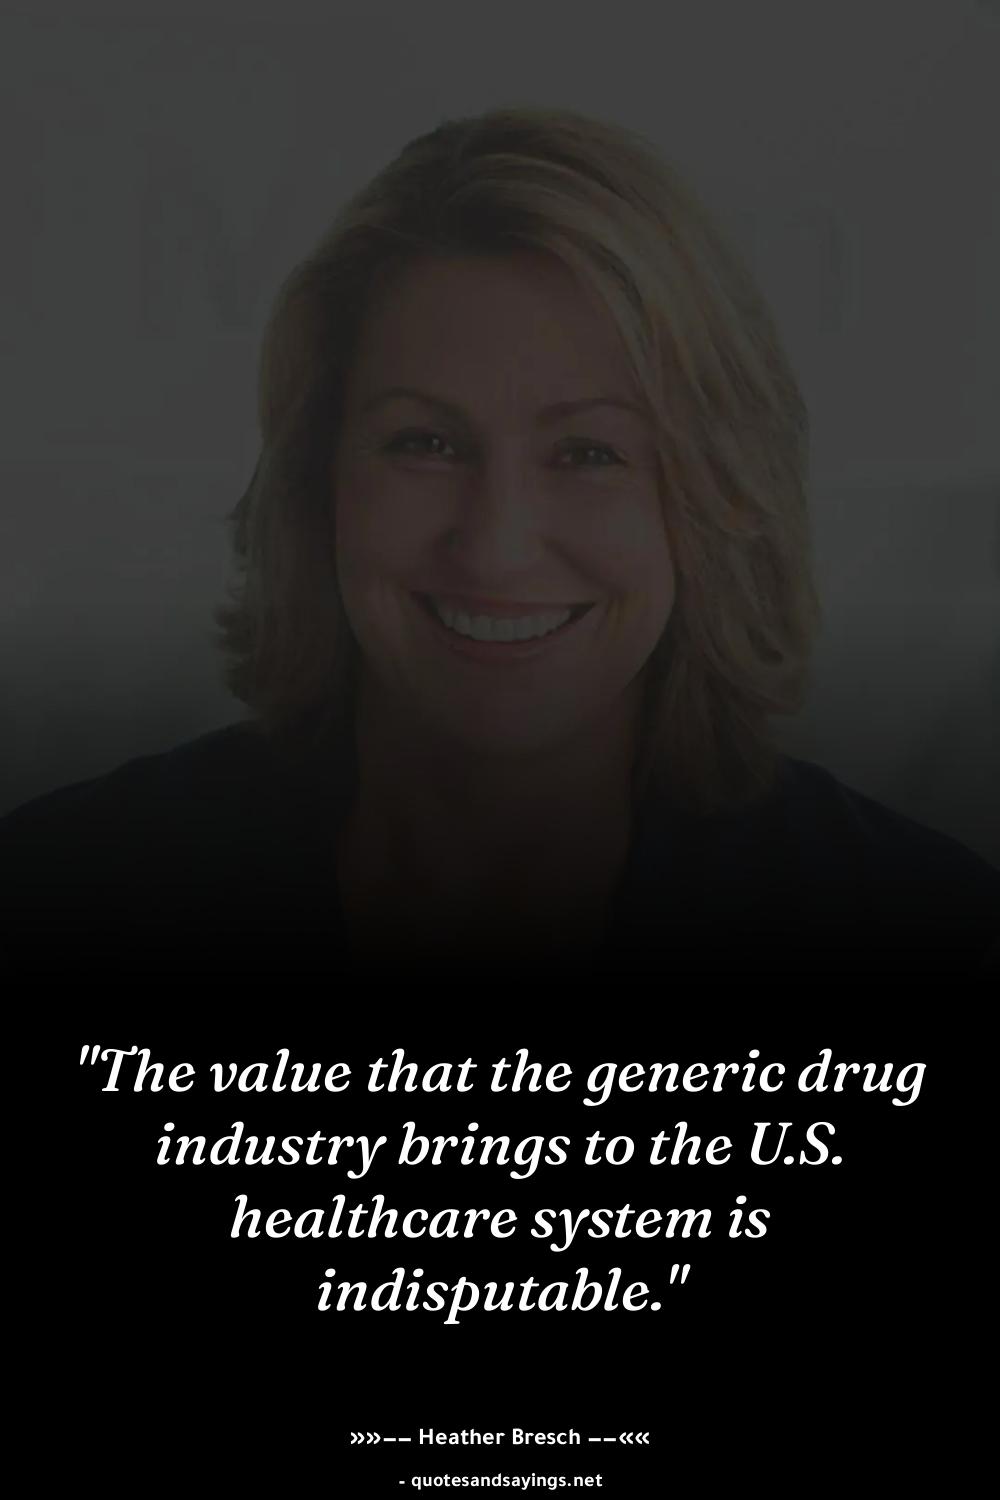 "The value that the generic drug
industry brings to the U.S.
healthcare system is
indisputable."
»»–– Heather Bresch ––««
- quotesandsayings.net